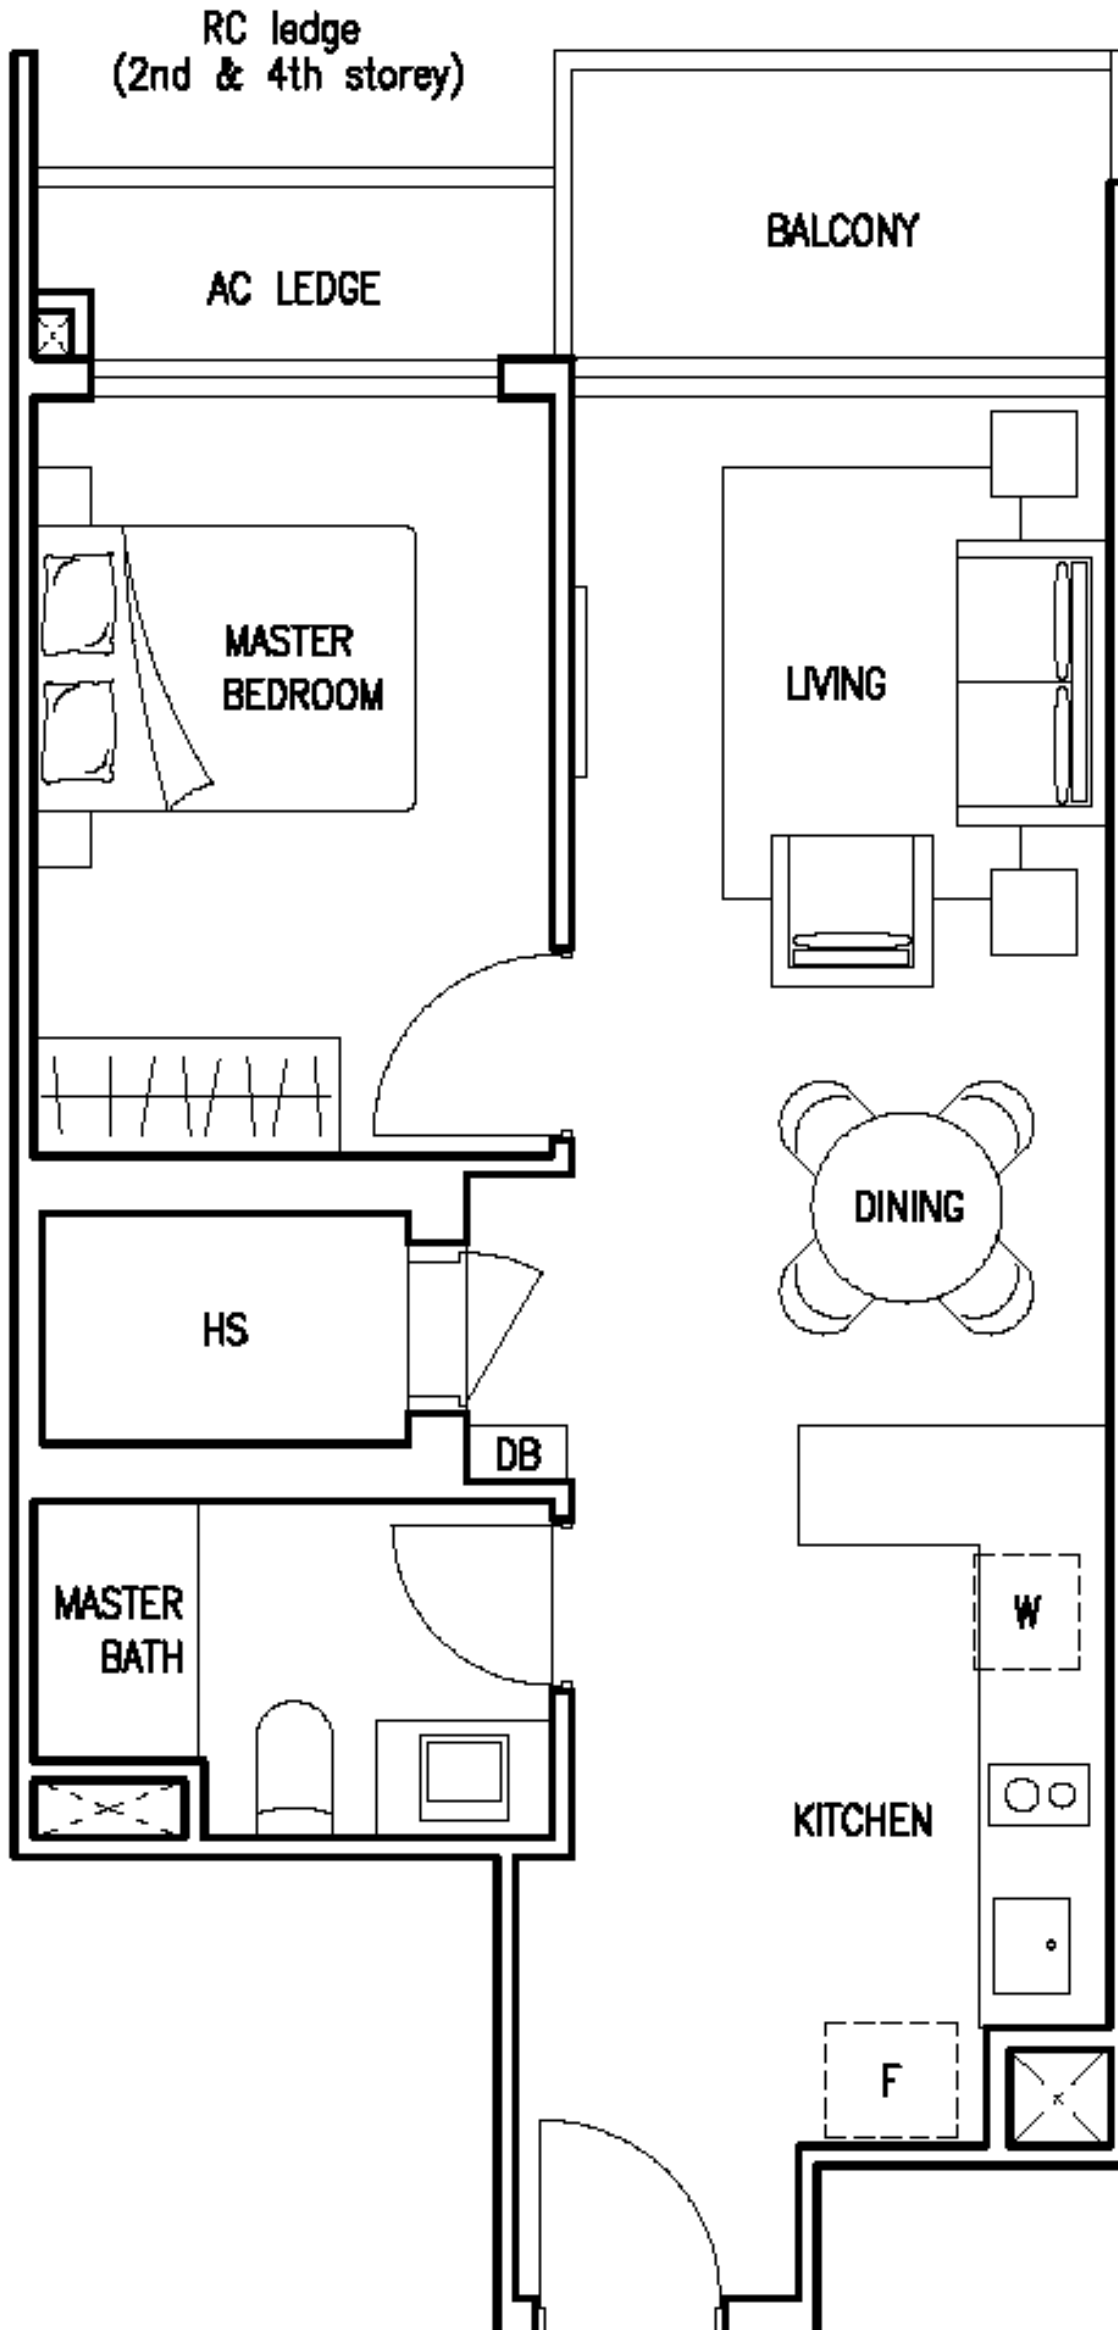 RC ledge
(2nd & 4th storey)
BALCONY
AC LEDGE
MASTER
BEDROOM
LIVING
DINING
HS
DB
MASTER
BATH
W
KITCHEN
F